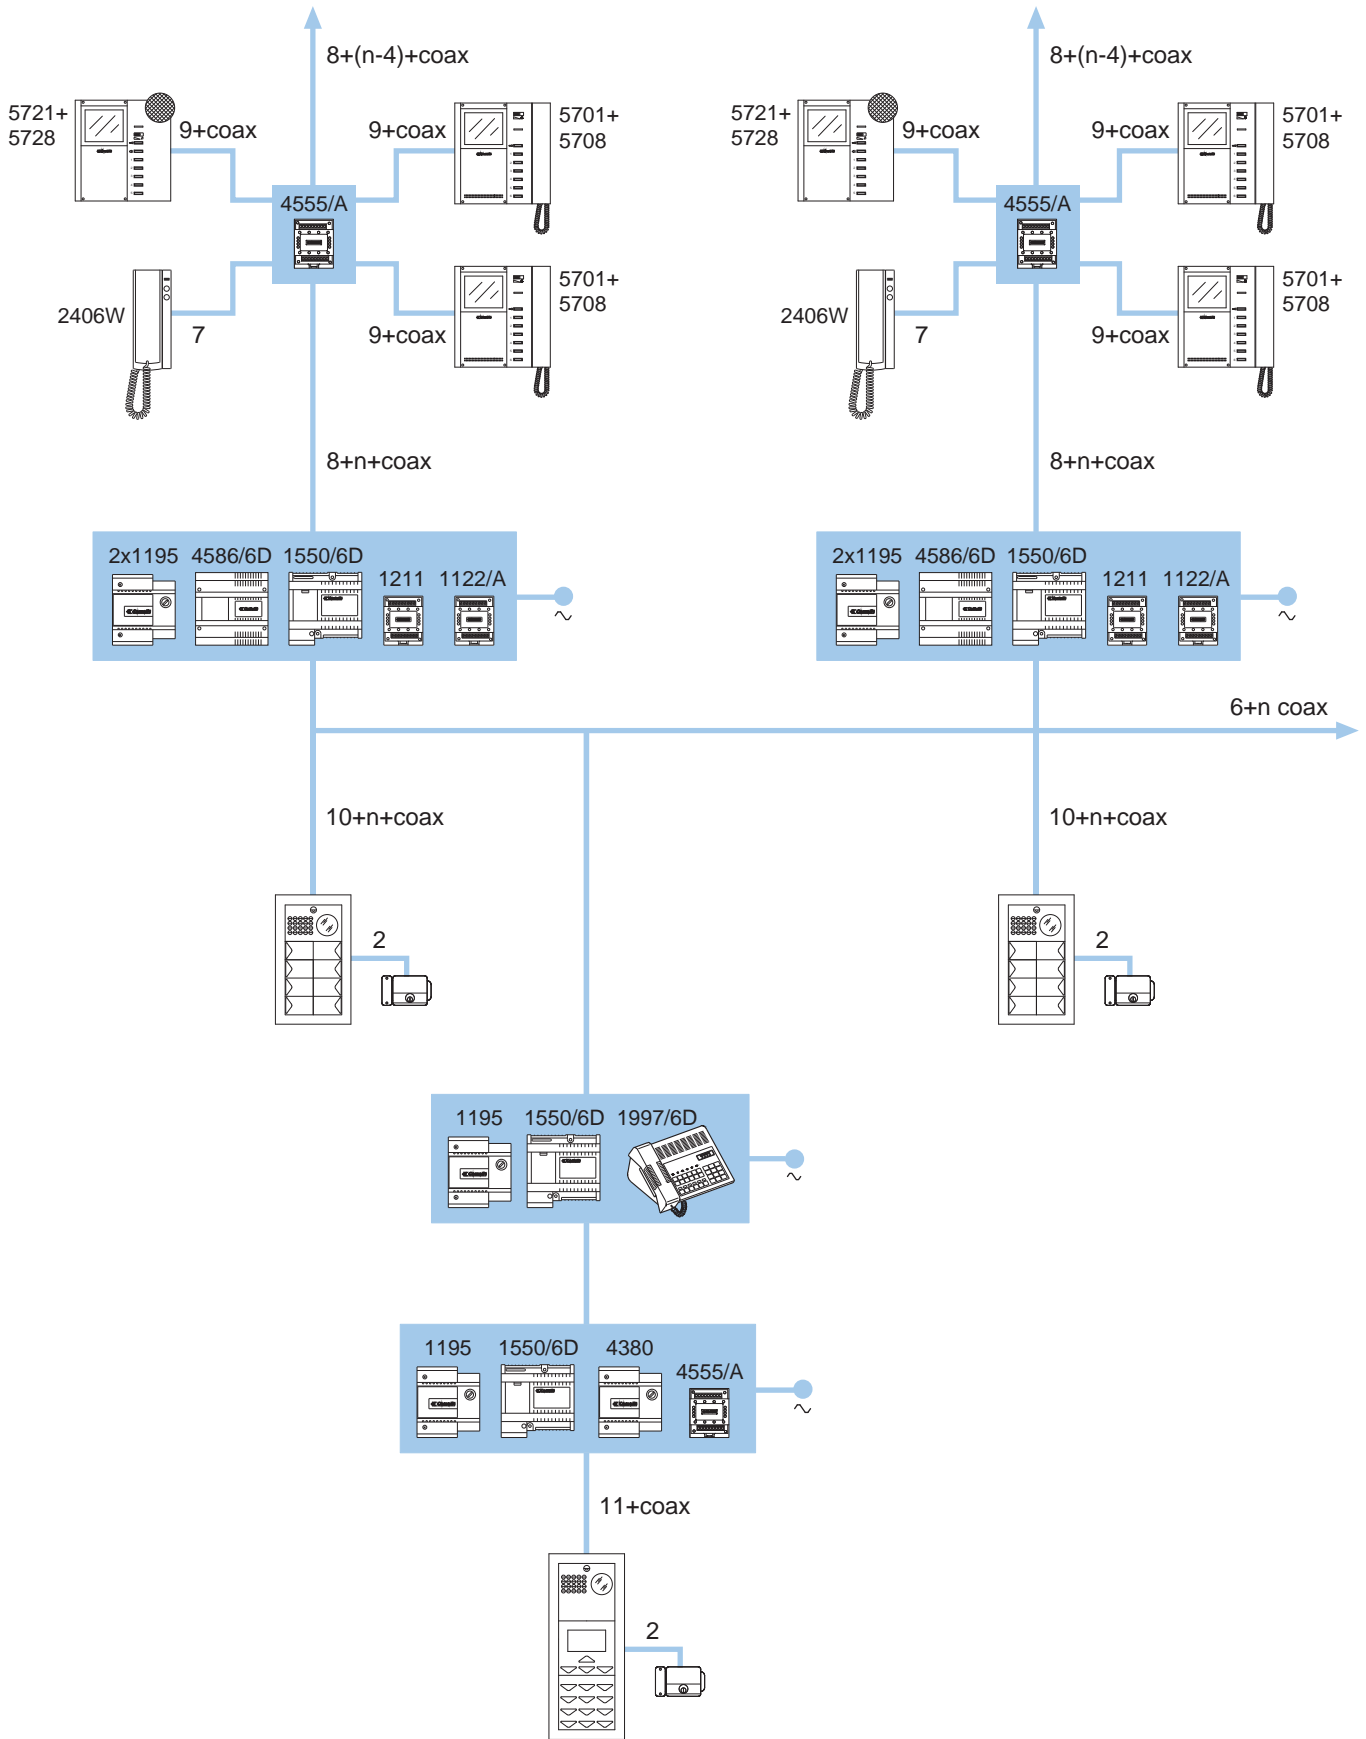 8+(n-4)+coax
8+(n-4)+coax
5721+
5728
9+coax
9+coax
5701+
5708
5721+
5728
9+coax
9+coax
5701+
5708
4555/A
4555/A
2406W
7
9+coax
5701+
5708
2406W
7
9+coax
5701+
5708
8+n+coax
8+n+coax
2x1195 4586/6D 1550/6D 1211 1122/A
2x1195 4586/6D 1550/6D 1211 1122/A
6+n coax
10+n+coax
10+n+coax
2
2
1195 1550/6D 1997/6D
1195 1550/6D 4380 4555/A
11+coax
2